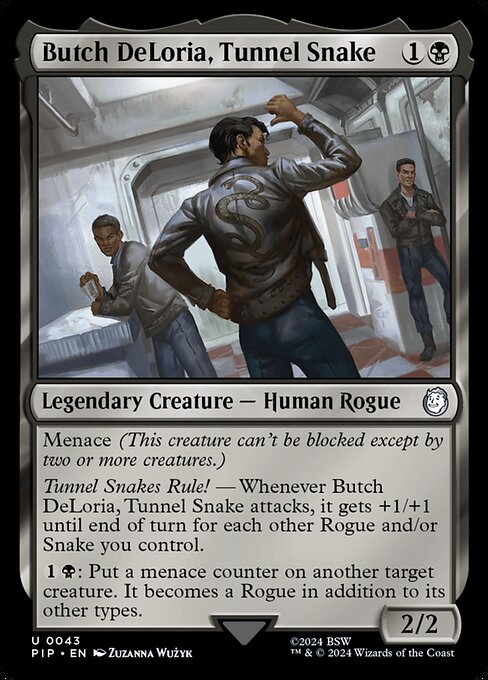 Butch DeLoria, Tunnel Snake 1
Legendary Creature — Human Rogue
Menace (This creature can't be blocked except by
two or more creatures.)
Tunnel Snakes Rule! — Whenever Butch
DeLoria, Tunnel Snake attacks, it gets +1/+1
until end of turn for each other Rogue and/or
Snake you control.
1 : Put a menace counter on another target
creature. It becomes a Rogue in addition to its
other types.
2/2
U 0043
PIP • EN Zuzanna Wużyk
©2024 BSW
™ & © 2024 Wizards of the Coast